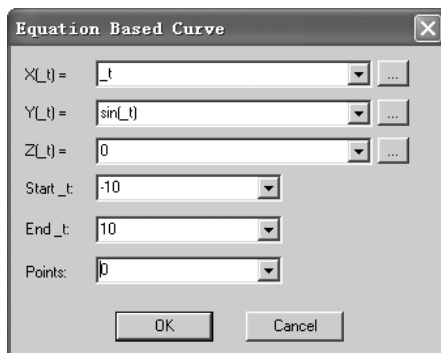 Equation Based Curve
X(_t) = _t ...
Y(_t) = sin(_t) ...
Z(_t) = 0 ...
Start _t: -10
End _t: 10
Points: 0
OK Cancel